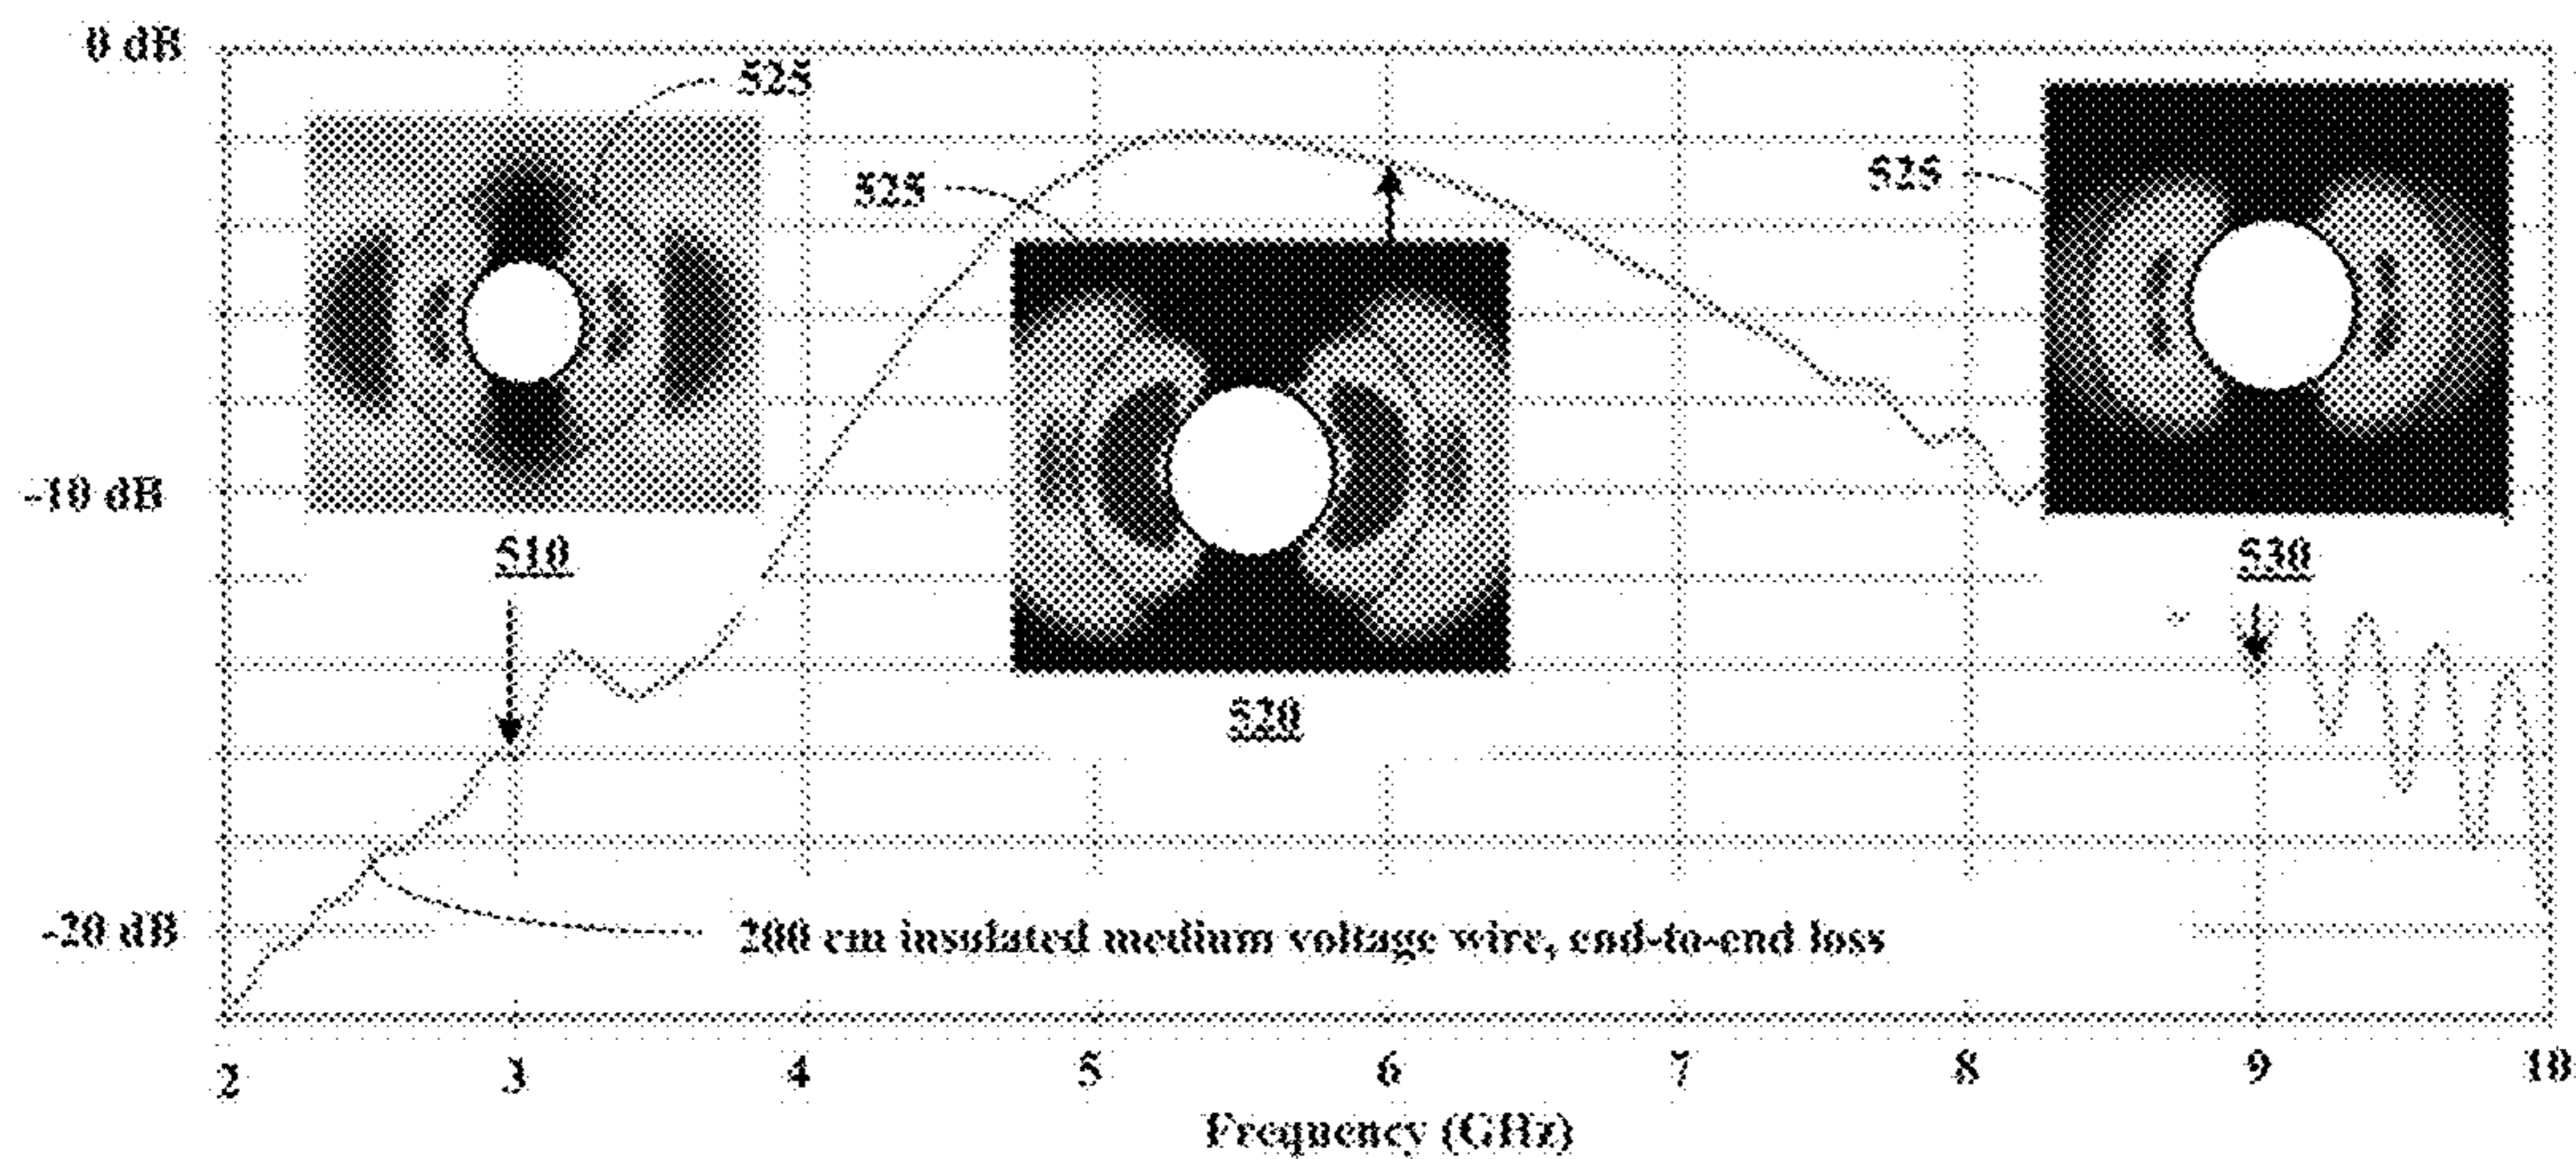 0 dB
525
525
525
-10 dB
510
530
520
-20 dB
200 cm insulated medium voltage wire, end-to-end loss
2 3 4 5 6 7 8 9 10
Frequency (GHz)